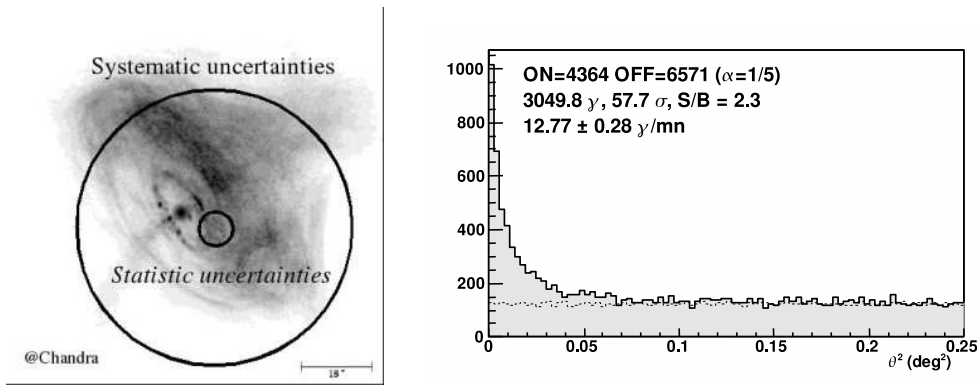 Systematic uncertainties
Statistic uncertainties
@Chandra
18"
ON=4364 OFF=6571 (α=1/5)
3049.8 γ, 57.7 σ, S/B = 2.3
12.77 ± 0.28 γ/mn
1000
800
600
400
200
0
0 0.05 0.1 0.15 0.2 0.25
θ² (deg²)